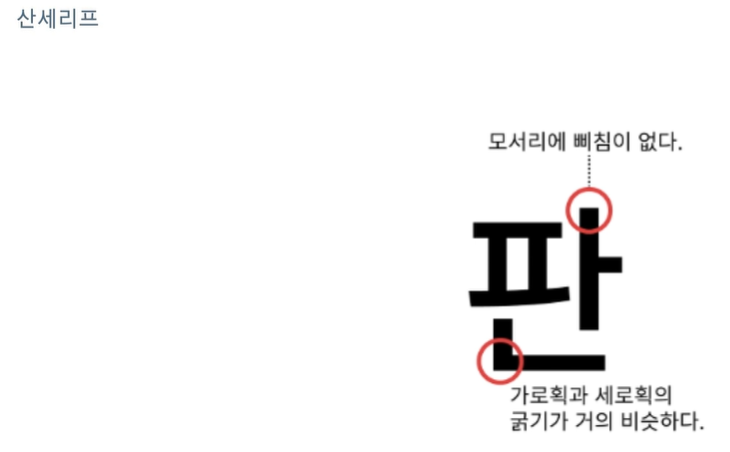 산세리프
모서리에 삐침이 없다.
판
가로획과 세로획의
굵기가 거의 비슷하다.